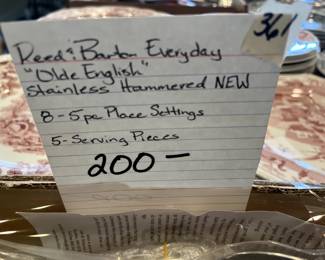 361
Reed & Barton Everyday
"Olde English"
Stainless Hammered NEW
8-5pc Place Settings
5-Serving Pieces
200—